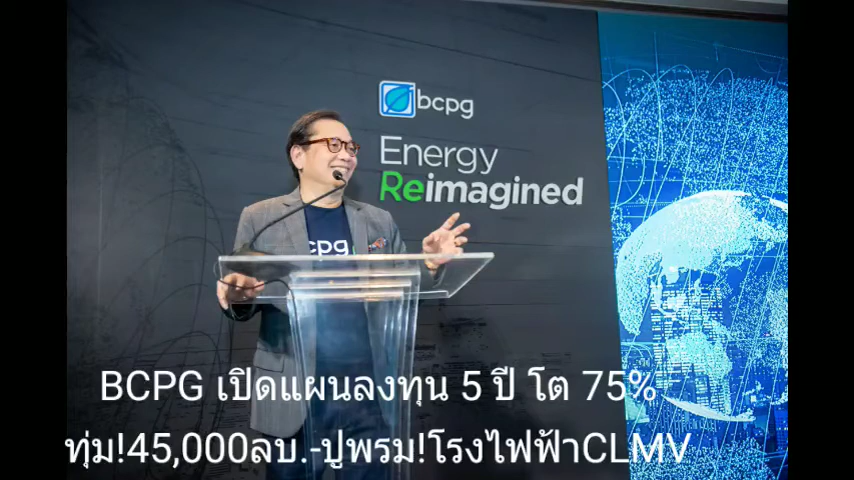 bcpg
Energy
Reimagined
cpg
BCPG เปิดแผนลงทุน 5 ปี โต 75%
ทุ่ม!45,000ลบ.-ปูพรม!โรงไฟฟ้าCLMV